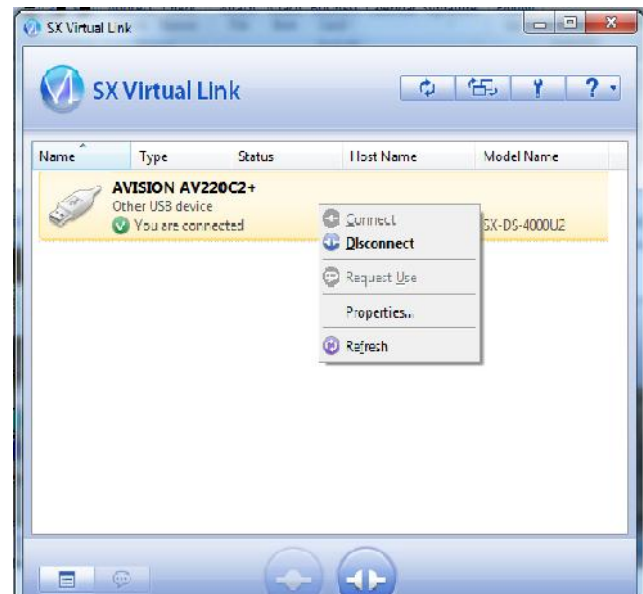 SX Virtual Link
SX Virtual Link
?
Name Type Status Host Name Model Name
AVISION AV220C2+
Other USB device
You are connected
SX-DS-4000U2
Connect
Disconnect
Request Use
Properties...
Refresh